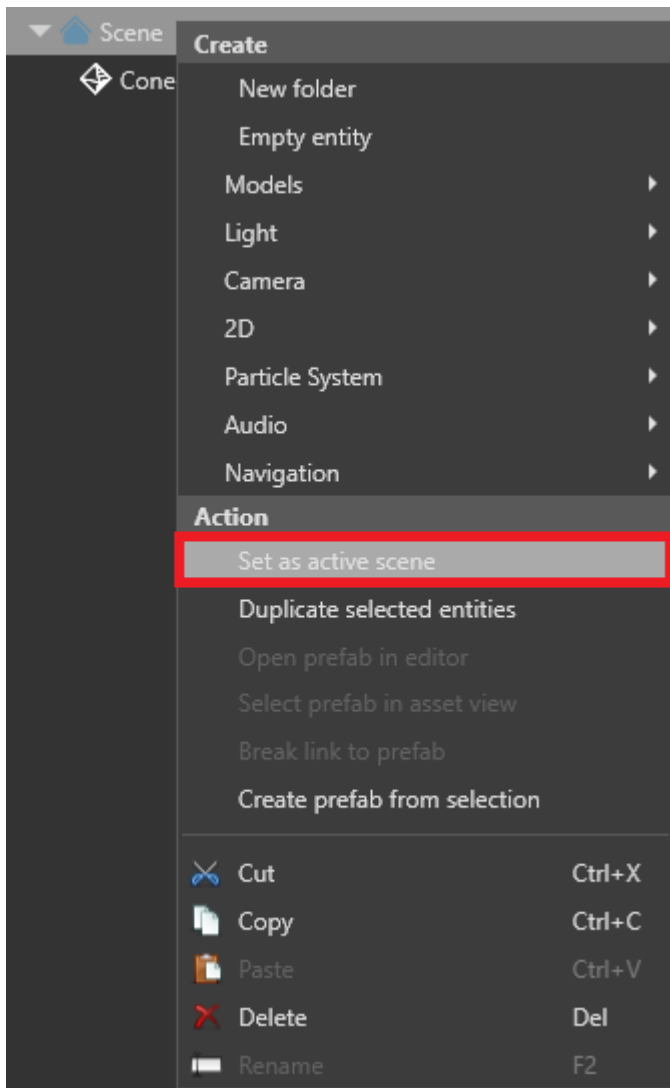 Scene
Cone
Create
New folder
Empty entity
Models
Light
Camera
2D
Particle System
Audio
Navigation
Action
Set as active scene
Duplicate selected entities
Open prefab in editor
Select prefab in asset view
Break link to prefab
Create prefab from selection
Cut Ctrl+X
Copy Ctrl+C
Paste Ctrl+V
Delete Del
Rename F2